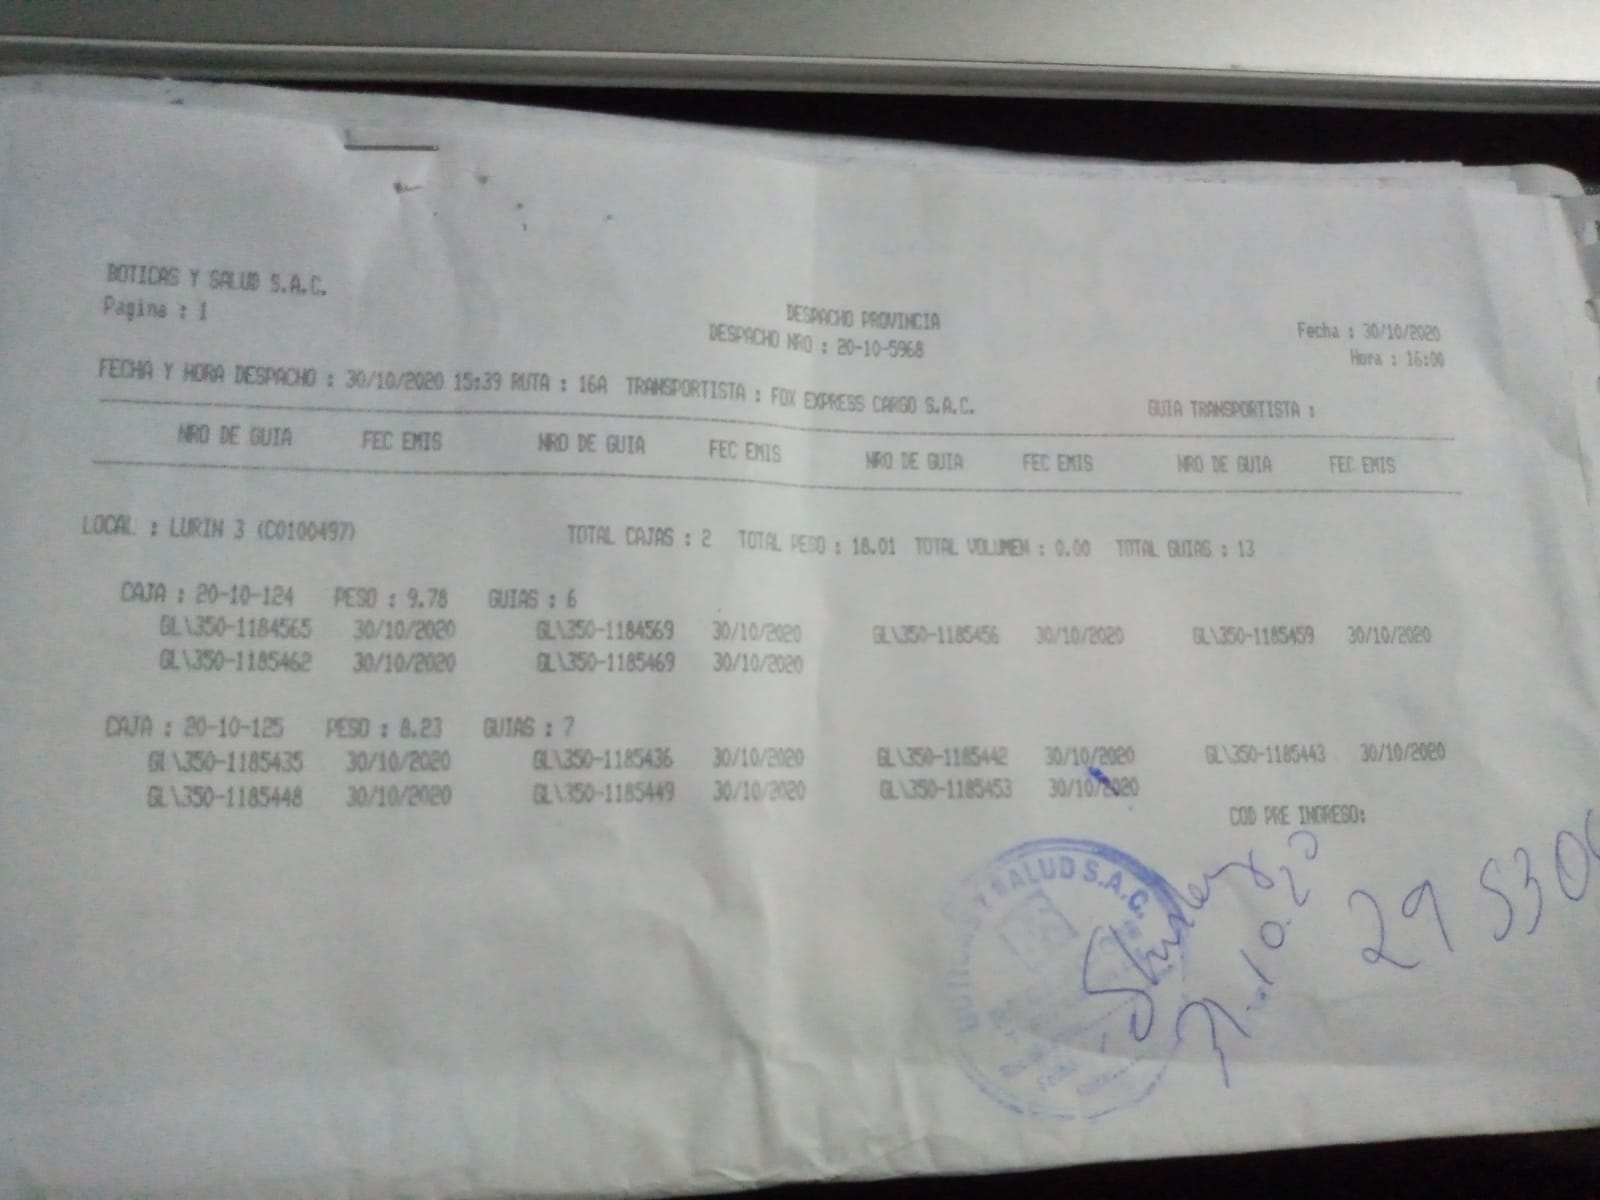 BOTICAS Y SALUD S.A.C.
Pagina : 1
DESPACHO PROVINCIA
DESPACHO NRO : 20-10-5968
Fecha : 30/10/2020
Hora : 16:00
FECHA Y HORA DESPACHO : 30/10/2020 15:39 RUTA : 16A TRANSPORTISTA : FOX EXPRESS CARGO S.A.C. GUIA TRANSPORTISTA :
NRO DE GUIA FEC EMIS NRO DE GUIA FEC EMIS NRO DE GUIA FEC EMIS NRO DE GUIA FEC EMIS
LOCAL : LURIN 3 (C0100497) TOTAL CAJAS : 2 TOTAL PESO : 18.01 TOTAL VOLUMEN : 0.00 TOTAL GUIAS : 13
CAJA : 20-10-124 PESO : 9.78 GUIAS : 6
GL\350-1184565 30/10/2020 GL\350-1184569 30/10/2020 GL\350-1185456 30/10/2020 GL\350-1185459 30/10/2020
GL\350-1185462 30/10/2020 GL\350-1185469 30/10/2020
CAJA : 20-10-125 PESO : 8.23 GUIAS : 7
GL\350-1185435 30/10/2020 GL\350-1185436 30/10/2020 GL\350-1185442 30/10/2020 GL\350-1185443 30/10/2020
GL\350-1185448 30/10/2020 GL\350-1185449 30/10/2020 GL\350-1185453 30/10/2020
COD PRE INGRESO:
BOTICAS Y SALUD S.A.C.
31.10.20
29 530